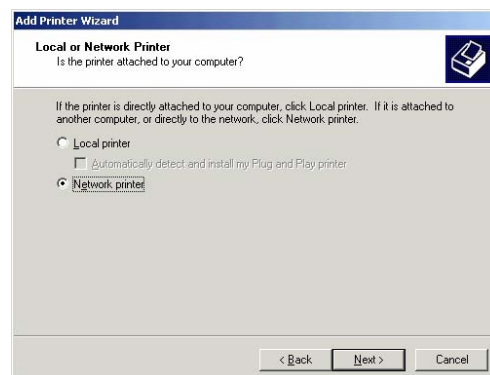 Add Printer Wizard
Local or Network Printer
Is the printer attached to your computer?
If the printer is directly attached to your computer, click Local printer. If it is attached to
another computer, or directly to the network, click Network printer.
Local printer
Automatically detect and install my Plug and Play printer
Network printer
< Back
Next >
Cancel